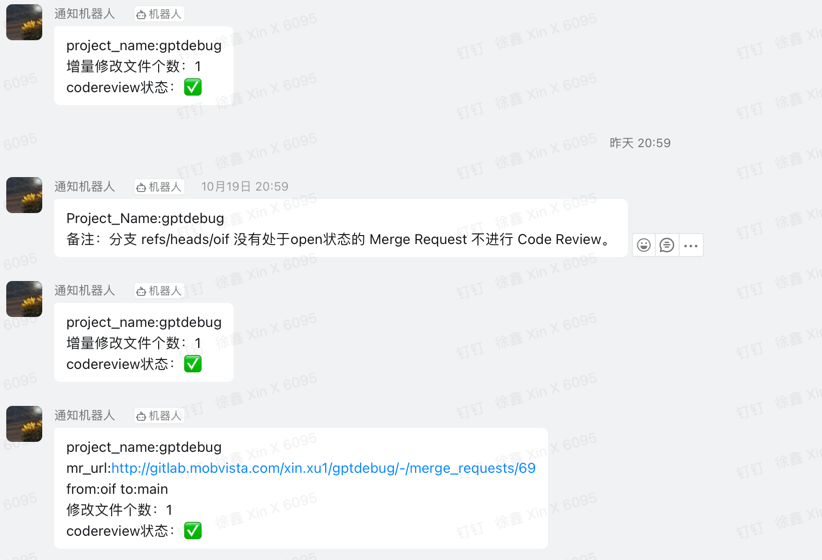 通知机器人 机器人
project_name:gptdebug
增量修改文件个数：1
codereview状态：✅
昨天 20:59
通知机器人 机器人 10月19日 20:59
Project_Name:gptdebug
备注：分支 refs/heads/oif 没有处于open状态的 Merge Request 不进行 Code Review。
通知机器人 机器人
project_name:gptdebug
增量修改文件个数：1
codereview状态：✅
通知机器人 机器人
project_name:gptdebug
mr_url:http://gitlab.mobvista.com/xin.xu1/gptdebug/-/merge_requests/69
from:oif to:main
修改文件个数：1
codereview状态：✅
钉钉 徐鑫 Xin X 6095